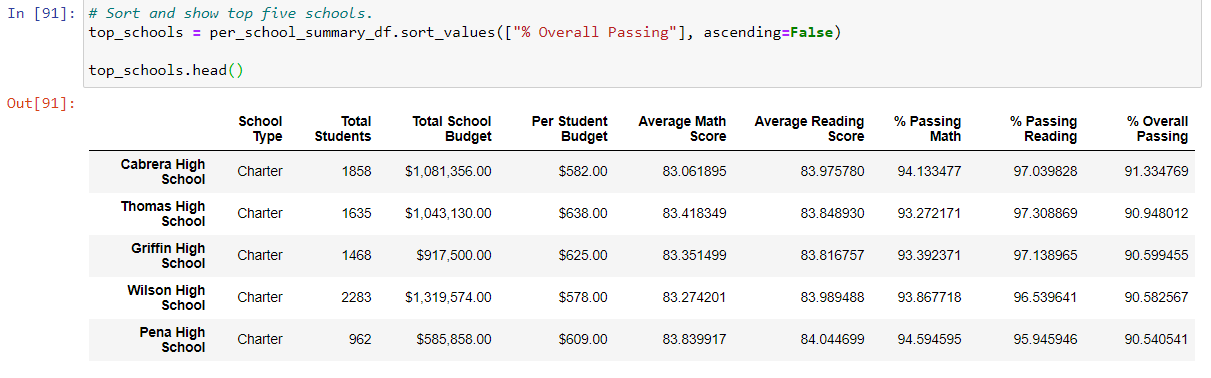 In [91]: # Sort and show top five schools.
top_schools = per_school_summary_df.sort_values(["% Overall Passing"], ascending=False)
top_schools.head()
Out[91]:
School Type Total Students Total School Budget Per Student Budget Average Math Score Average Reading Score % Passing Math % Passing Reading % Overall Passing
Cabrera High School Charter 1858 $1,081,356.00 $582.00 83.061895 83.975780 94.133477 97.039828 91.334769
Thomas High School Charter 1635 $1,043,130.00 $638.00 83.418349 83.848930 93.272171 97.308869 90.948012
Griffin High School Charter 1468 $917,500.00 $625.00 83.351499 83.816757 93.392371 97.138965 90.599455
Wilson High School Charter 2283 $1,319,574.00 $578.00 83.274201 83.989488 93.867718 96.539641 90.582567
Pena High School Charter 962 $585,858.00 $609.00 83.839917 84.044699 94.594595 95.945946 90.540541